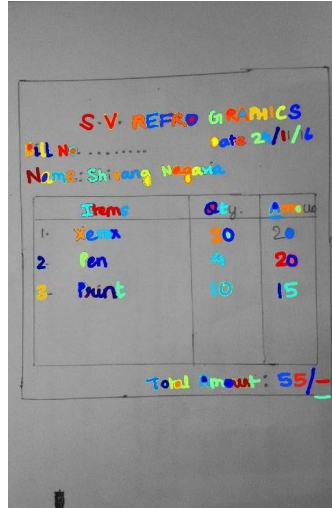 S.V. REFRO GRAPHICS
Bill No. .........
Date 2/11/16
Name: Shivang Nagaria
Items Qty. Amou
1. Xerox 20
2. Pen 4 20
3. Print 10 15
Total Amount: 55/-